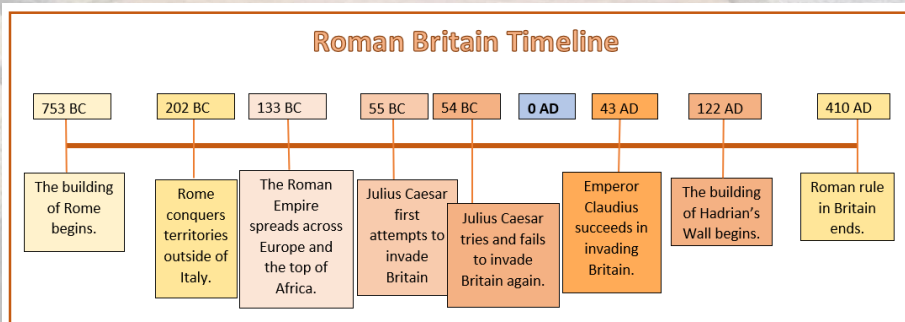 Roman Britain Timeline
753 BC
202 BC
133 BC
55 BC
54 BC
0 AD
43 AD
122 AD
410 AD
The building
of Rome
begins.
Rome
conquers
territories
outside of
Italy.
The Roman
Empire
spreads across
Europe and
the top of
Africa.
Julius Caesar
first
attempts to
invade
Britain
Julius Caesar
tries and fails
to invade
Britain again.
Emperor
Claudius
succeeds in
invading
Britain.
The building
of Hadrian’s
Wall begins.
Roman rule
in Britain
ends.